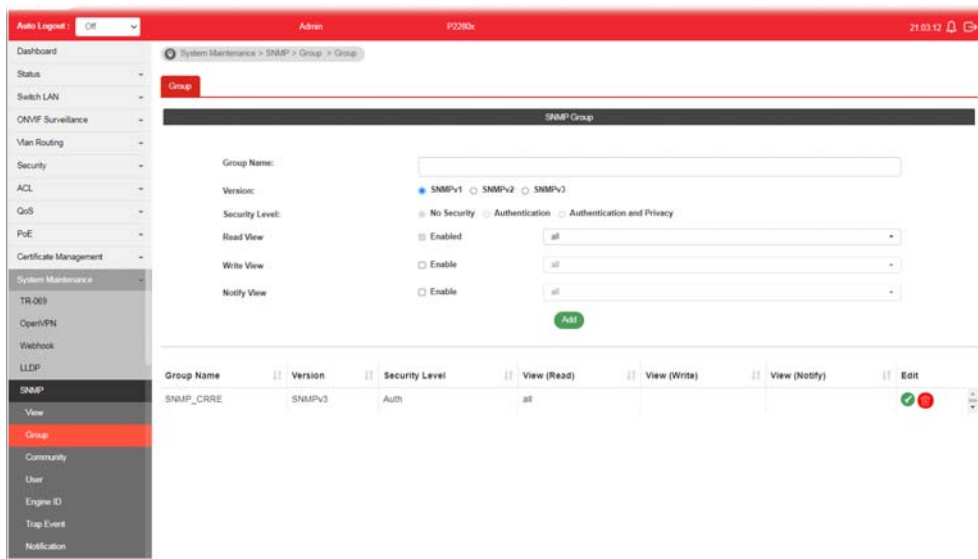 Auto Logout : Off Admin P2280x 21:03:12
Dashboard
Status
Switch LAN
ONVIF Surveillance
Vlan Routing
Security
ACL
QoS
PoE
Certificate Management
System Maintenance
TR-069
OpenVPN
Webhook
LLDP
SNMP
View
Group
Community
User
Engine ID
Trap Event
Notification
System Maintenance > SNMP > Group > Group
Group
SNMP Group
Group Name:
Version: SNMPv1 SNMPv2 SNMPv3
Security Level: No Security Authentication Authentication and Privacy
Read View Enabled all
Write View Enable all
Notify View Enable all
Add
Group Name Version Security Level View (Read) View (Write) View (Notify) Edit
SNMP_CRRE SNMPv3 Auth all